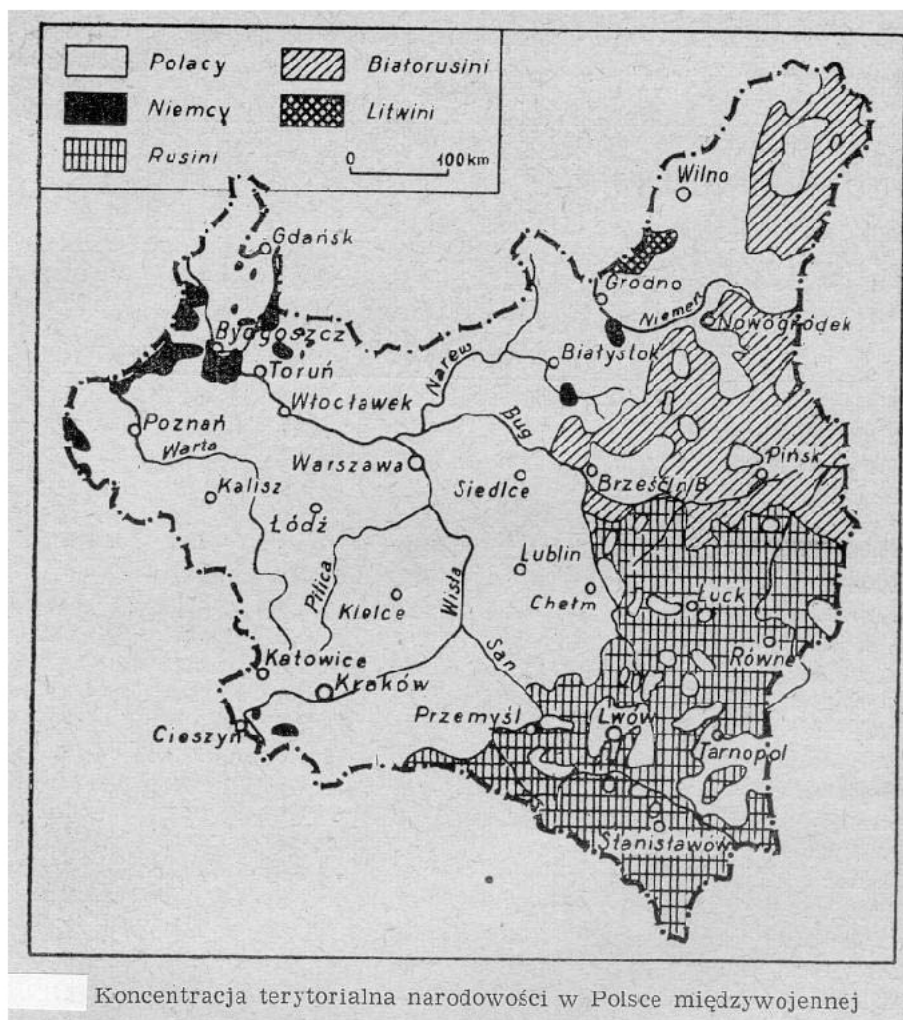 Polacy
Niemcy
Rusini
Białorusini
Litwini
0 100 km
Wilno
Gdańsk
Grodno
Niemen
Nowogródek
Bydgoszcz
Białystok
Toruń
Narew
Włocławek
Bug
Poznań
Warta
Pińsk
Warszawa
Siedlce
Brześć n/B
Kalisz
Łódź
Lublin
Pilica
Wisła
Chełm
Łuck
Kielce
Równe
San
Katowice
Kraków
Przemyśl
Lwów
Cieszyn
Tarnopol
Stanisławów
Koncentracja terytorialna narodowości w Polsce międzywojennej